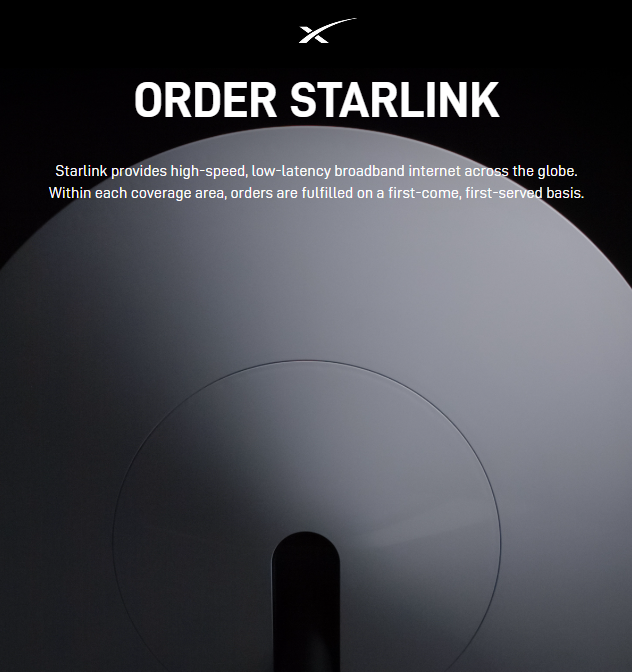 ORDER STARLINK
Starlink provides high-speed, low-latency broadband internet across the globe.
Within each coverage area, orders are fulfilled on a first-come, first-served basis.